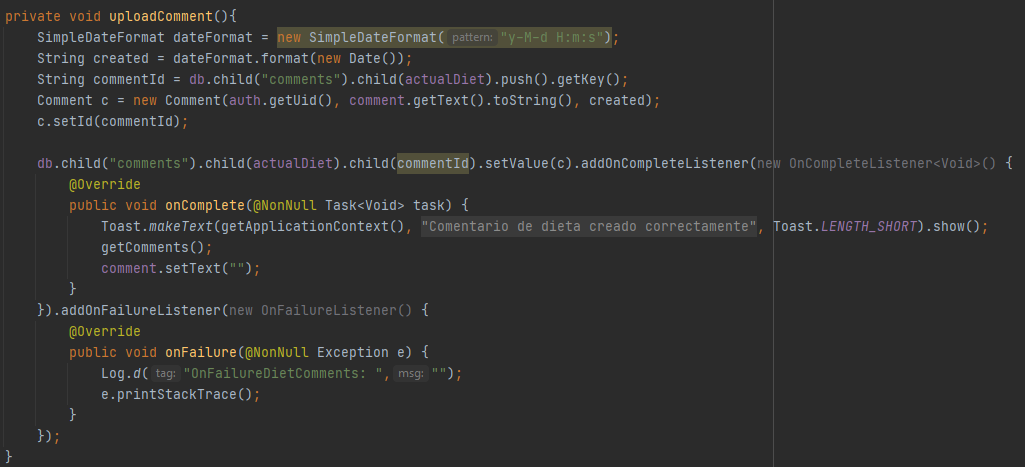 private void uploadComment(){
    SimpleDateFormat dateFormat = new SimpleDateFormat( pattern: "y-M-d H:m:s");
    String created = dateFormat.format(new Date());
    String commentId = db.child("comments").child(actualDiet).push().getKey();
    Comment c = new Comment(auth.getUid(), comment.getText().toString(), created);
    c.setId(commentId);

    db.child("comments").child(actualDiet).child(commentId).setValue(c).addOnCompleteListener(new OnCompleteListener<Void>() {
        @Override
        public void onComplete(@NonNull Task<Void> task) {
            Toast.makeText(getApplicationContext(), "Comentario de dieta creado correctamente", Toast.LENGTH_SHORT).show();
            getComments();
            comment.setText("");
        }
    }).addOnFailureListener(new OnFailureListener() {
        @Override
        public void onFailure(@NonNull Exception e) {
            Log.d( tag: "OnFailureDietComments: ", msg: "");
            e.printStackTrace();
        }
    });
}